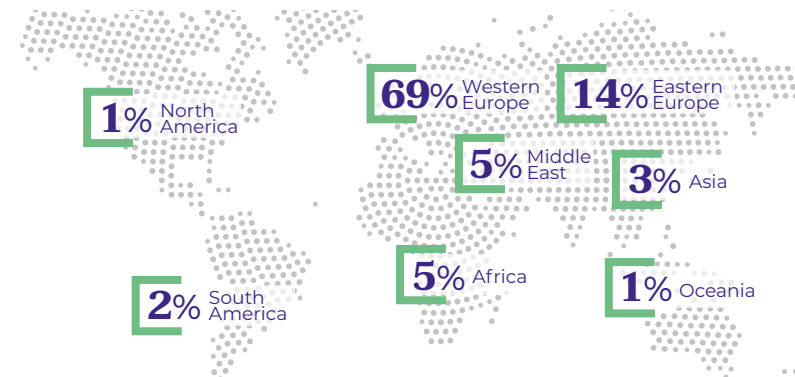 1% North
America
69% Western
Europe
14% Eastern
Europe
5% Middle
East
3% Asia
5% Africa
1% Oceania
2% South
America